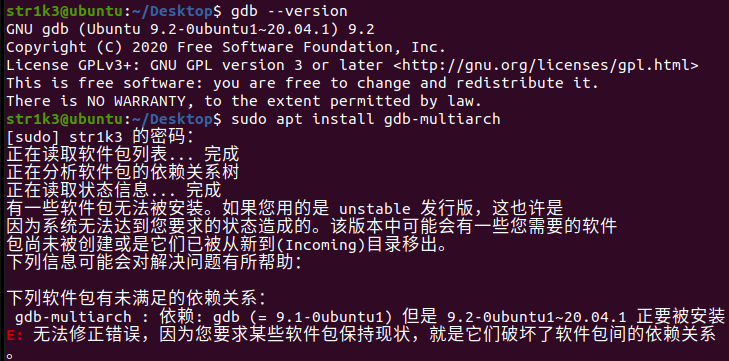 str1k3@ubuntu:~/Desktop$ gdb --version
GNU gdb (Ubuntu 9.2-0ubuntu1~20.04.1) 9.2
Copyright (C) 2020 Free Software Foundation, Inc.
License GPLv3+: GNU GPL version 3 or later <http://gnu.org/licenses/gpl.html>
This is free software: you are free to change and redistribute it.
There is NO WARRANTY, to the extent permitted by law.
str1k3@ubuntu:~/Desktop$ sudo apt install gdb-multiarch
[sudo] str1k3 的密码:
正在读取软件包列表... 完成
正在分析软件包的依赖关系树
正在读取状态信息... 完成
有一些软件包无法被安装。如果您用的是 unstable 发行版，这也许是
因为系统无法达到您要求的状态造成的。该版本中可能会有一些您需要的软件
包尚未被创建或是它们已被从新到(Incoming)目录移出。
下列信息可能会对解决问题有所帮助：
下列软件包有未满足的依赖关系：
gdb-multiarch : 依赖: gdb (= 9.1-0ubuntu1) 但是 9.2-0ubuntu1~20.04.1 正要被安装
E: 无法修正错误，因为您要求某些软件包保持现状，就是它们破坏了软件包间的依赖关系
。